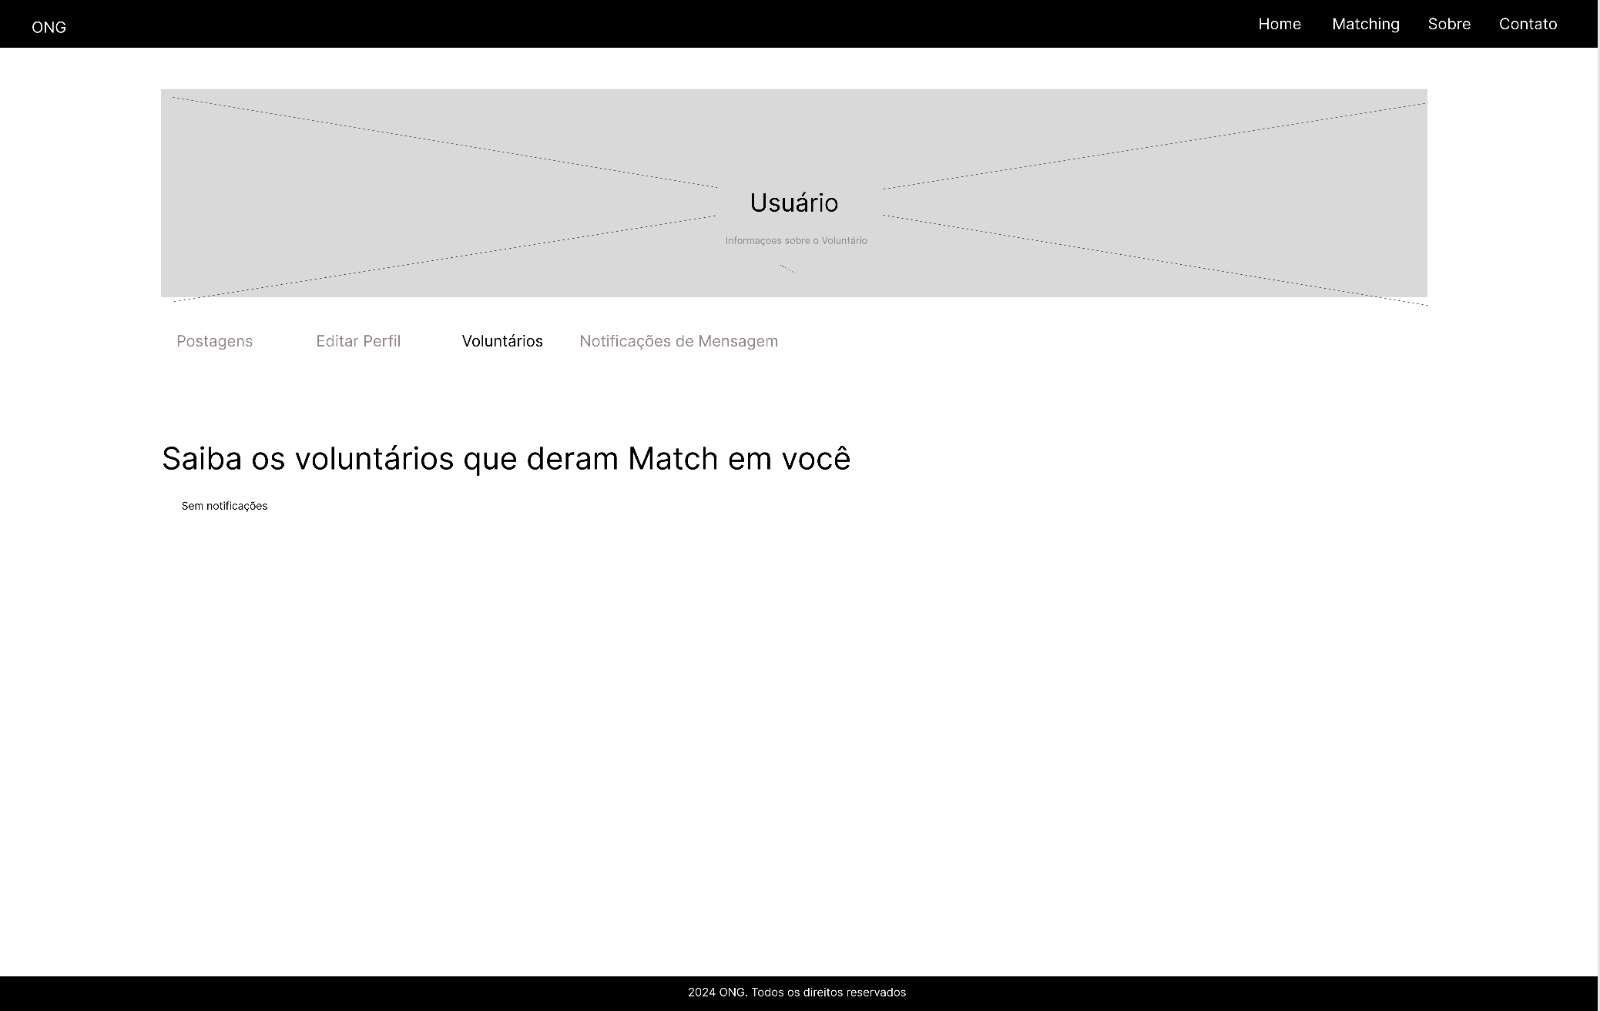 ONG
Home Matching Sobre Contato
Usuário
Informaçoes sobre o Voluntário
Postagens Editar Perfil Voluntários Notificações de Mensagem
Saiba os voluntários que deram Match em você
Sem notificações
2024 ONG. Todos os direitos reservados